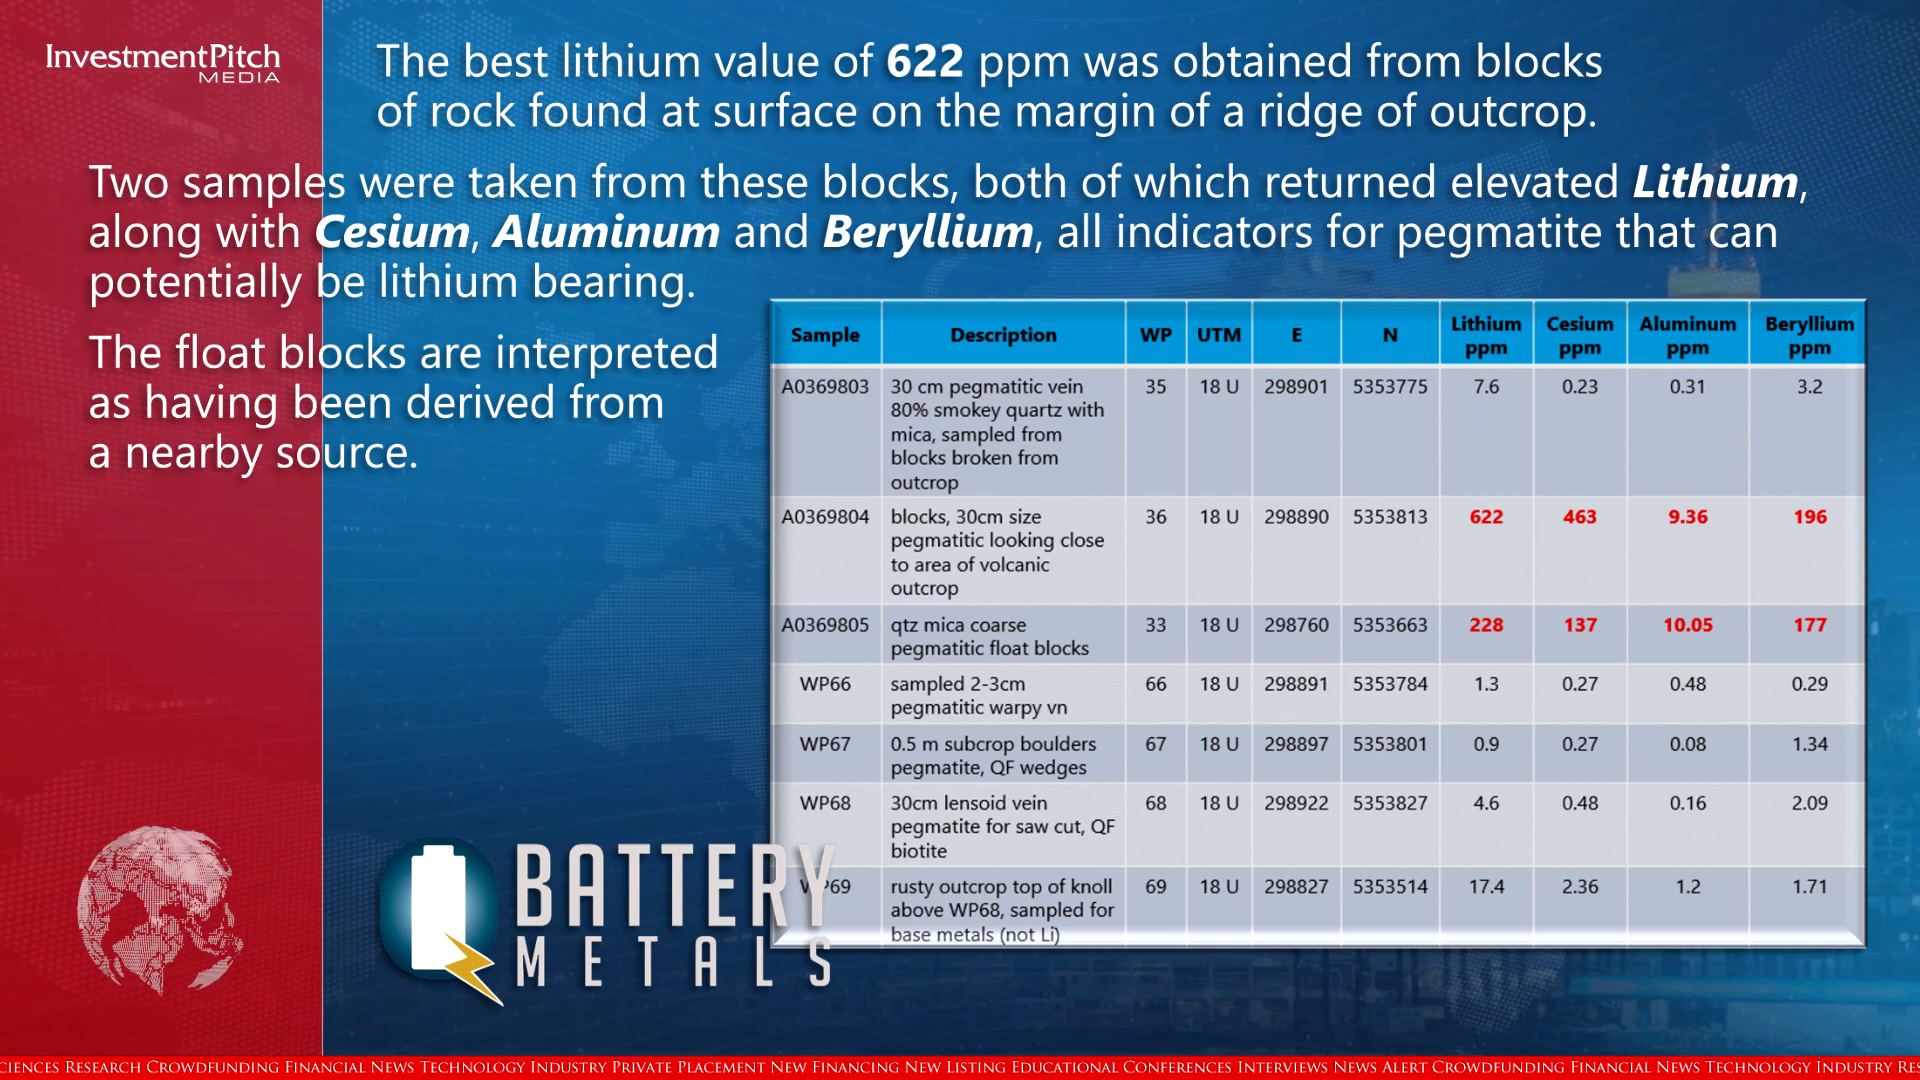 InvestmentPitch
MEDIA
The best lithium value of 622 ppm was obtained from blocks
of rock found at surface on the margin of a ridge of outcrop.
Two samples were taken from these blocks, both of which returned elevated Lithium,
along with Cesium, Aluminum and Beryllium, all indicators for pegmatite that can
potentially be lithium bearing.
The float blocks are interpreted
as having been derived from
a nearby source.
Sample Description WP UTM E N Lithium ppm Cesium ppm Aluminum ppm Beryllium ppm
A0369803 30 cm pegmatitic vein 35 18 U 298901 5353775 7.6 0.23 0.31 3.2
80% smokey quartz with
mica, sampled from
blocks broken from
outcrop
A0369804 blocks, 30cm size 36 18 U 298890 5353813 622 463 9.36 196
pegmatitic looking close
to area of volcanic
outcrop
A0369805 qtz mica coarse 33 18 U 298760 5353663 228 137 10.05 177
pegmatitic float blocks
WP66 sampled 2-3cm 66 18 U 298891 5353784 1.3 0.27 0.48 0.29
pegmatitic warpy vn
WP67 0.5 m subcrop boulders 67 18 U 298897 5353801 0.9 0.27 0.08 1.34
pegmatite, QF wedges
WP68 30cm lensoid vein 68 18 U 298922 5353827 4.6 0.48 0.16 2.09
pegmatite for saw cut, QF
biotite
WP69 rusty outcrop top of knoll 69 18 U 298827 5353514 17.4 2.36 1.2 1.71
above WP68, sampled for
base metals (not Li)
BATTERY
METALS
CIENCES RESEARCH CROWDFUNDING FINANCIAL NEWS TECHNOLOGY INDUSTRY PRIVATE PLACEMENT NEW FINANCING NEW LISTING EDUCATIONAL CONFERENCES INTERVIEWS NEWS ALERT CROWDFUNDING FINANCIAL NEWS TECHNOLOGY INDUSTRY RES